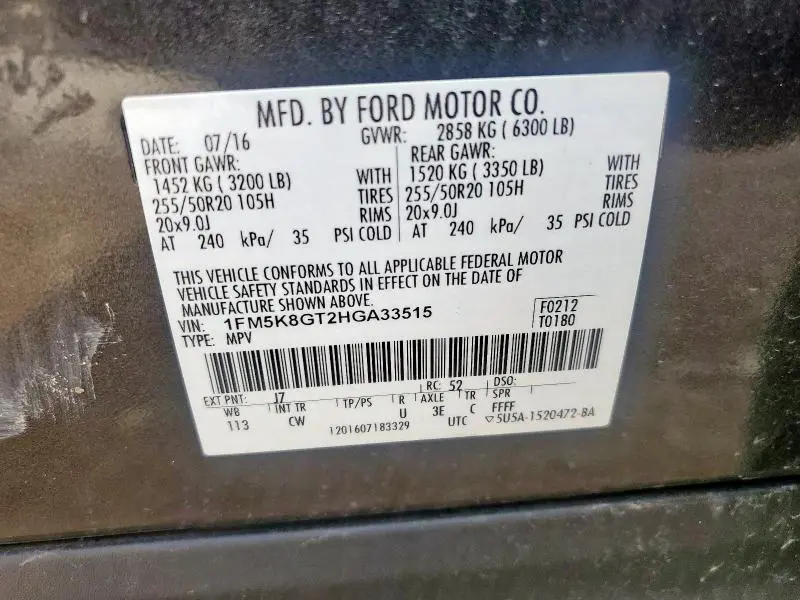 MFD. BY FORD MOTOR CO.
DATE: 07/16 GVWR: 2858 KG ( 6300 LB)
FRONT GAWR: REAR GAWR:
1452 KG ( 3200 LB) WITH 1520 KG ( 3350 LB) WITH
255/50R20 105H TIRES 255/50R20 105H TIRES
20x9.0J RIMS 20x9.0J RIMS
AT 240 kPa/ 35 PSI COLD AT 240 kPa/ 35 PSI COLD
THIS VEHICLE CONFORMS TO ALL APPLICABLE FEDERAL MOTOR
VEHICLE SAFETY STANDARDS IN EFFECT ON THE DATE OF
MANUFACTURE SHOWN ABOVE.
VIN: 1FM5K8GT2HGA33515 F0212
TYPE: MPV T0180
EXT PNT: J7 RC: 52 DSO:
WB INT TR TP/PS R AXLE TR SPR
113 CW U 3E C FFFF
1201607183329 UTC ▽5U5A-1520472-BA